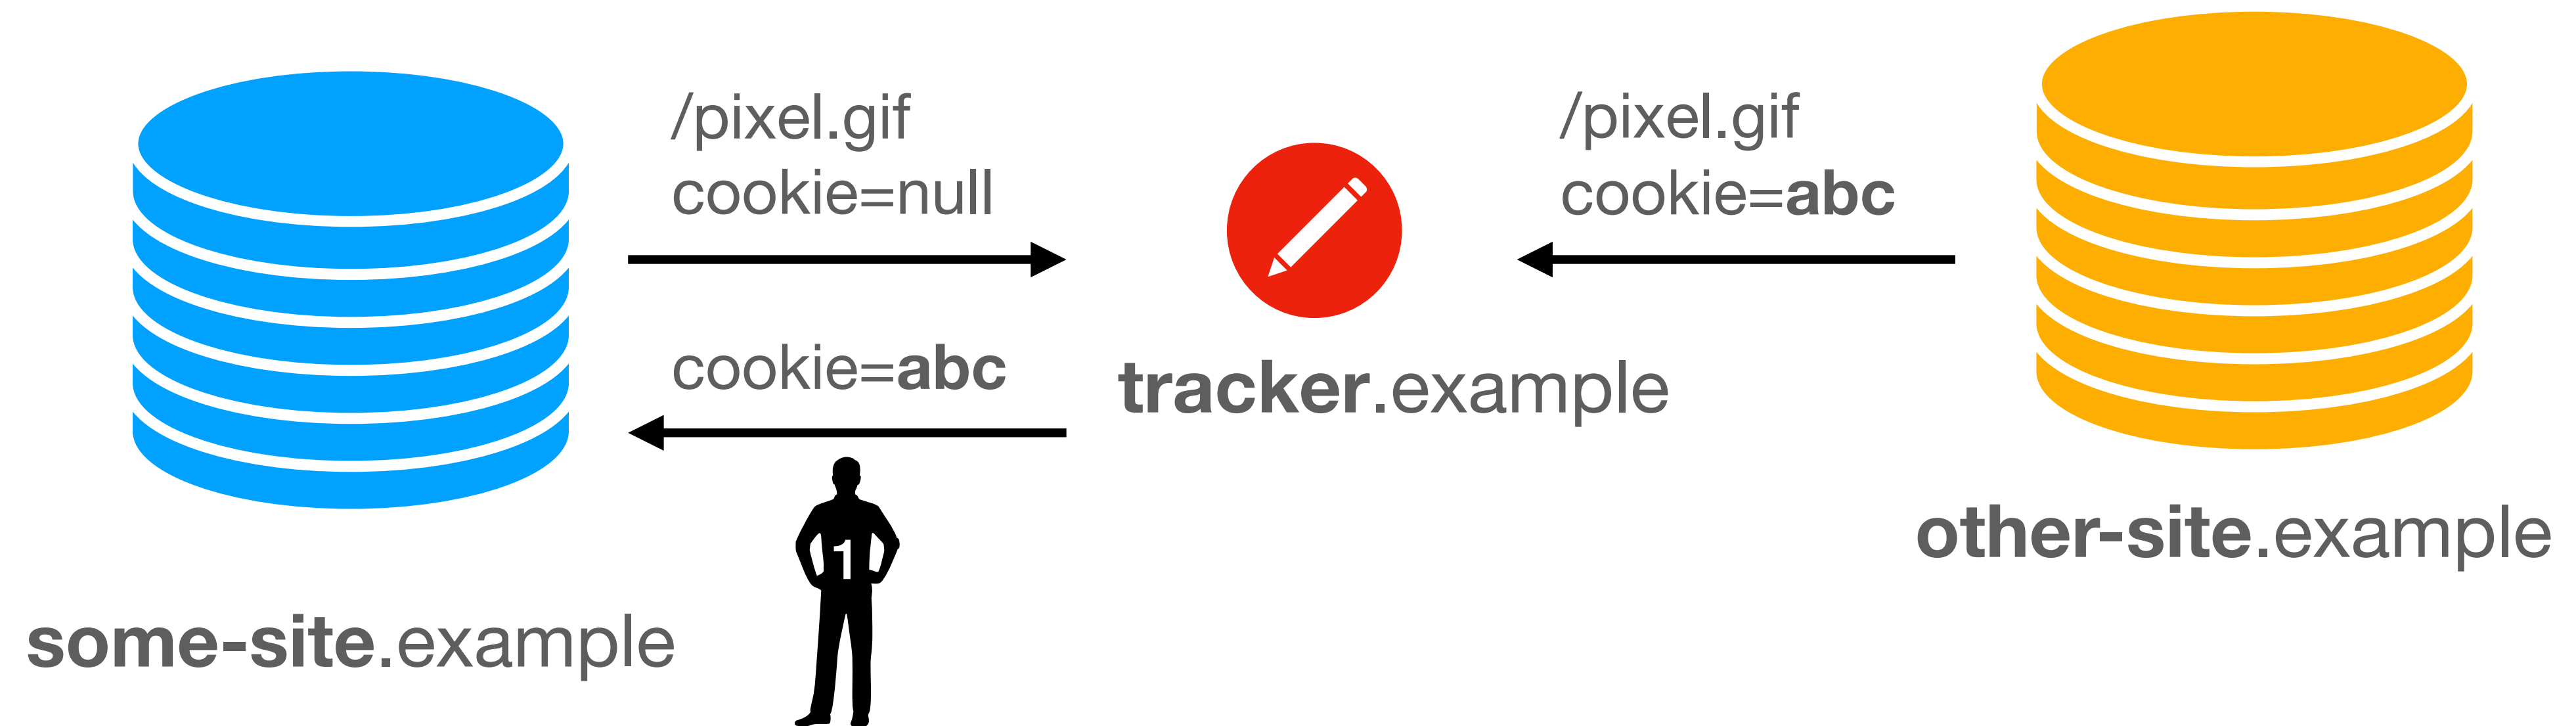 /pixel.gif
cookie=null
cookie=abc
1
some-site.example
tracker.example
/pixel.gif
cookie=abc
other-site.example